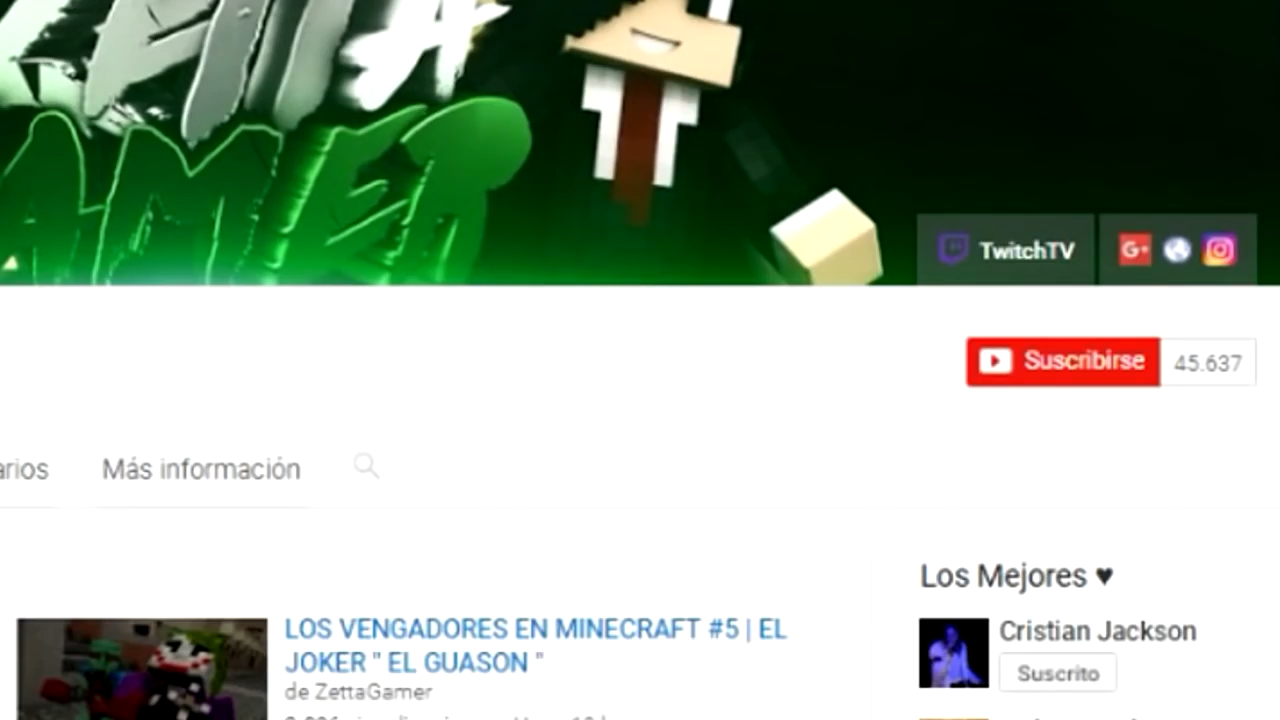 TwitchTV
G+
Suscribirse 45.637
arios Más información
Los Mejores ♥
LOS VENGADORES EN MINECRAFT #5 | EL
JOKER " EL GUASON "
de ZettaGamer
Cristian Jackson
Suscrito